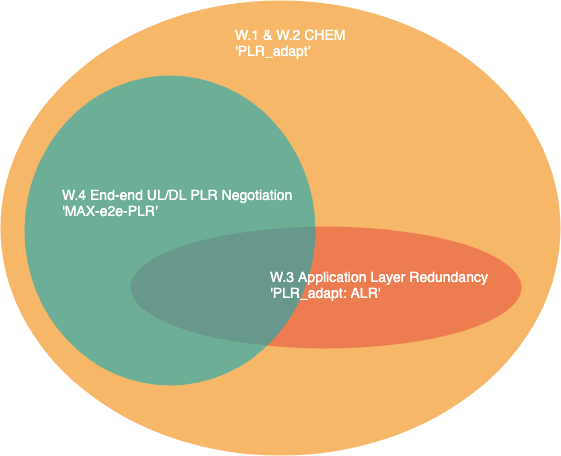 W.1 & W.2 CHEM
'PLR_adapt'
W.4 End-end UL/DL PLR Negotiation
'MAX-e2e-PLR'
W.3 Application Layer Redundancy
'PLR_adapt: ALR'